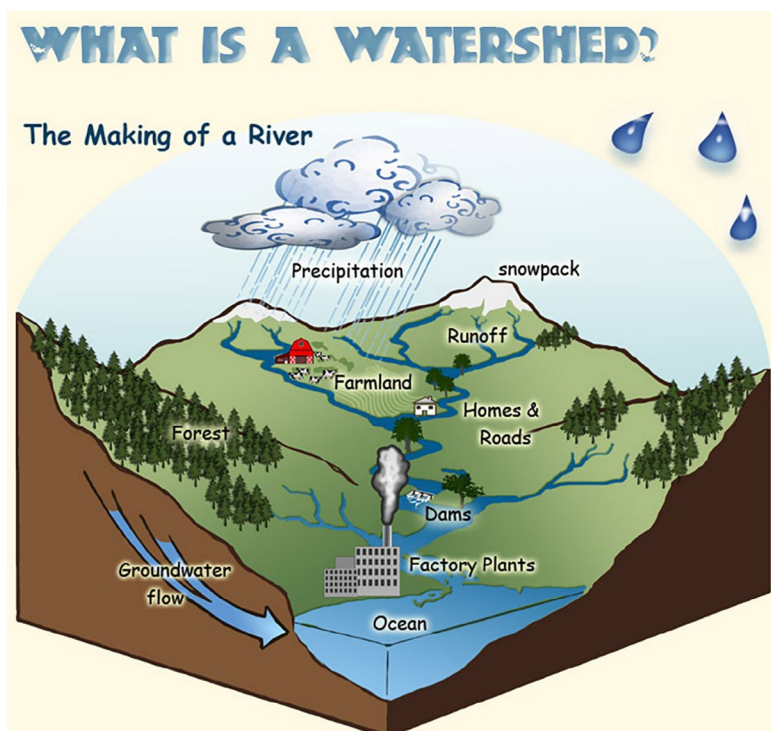 WHAT IS A WATERSHED?
The Making of a River
Precipitation
snowpack
Runoff
Farmland
Homes &
Roads
Forest
Dams
Factory Plants
Groundwater
flow
Ocean